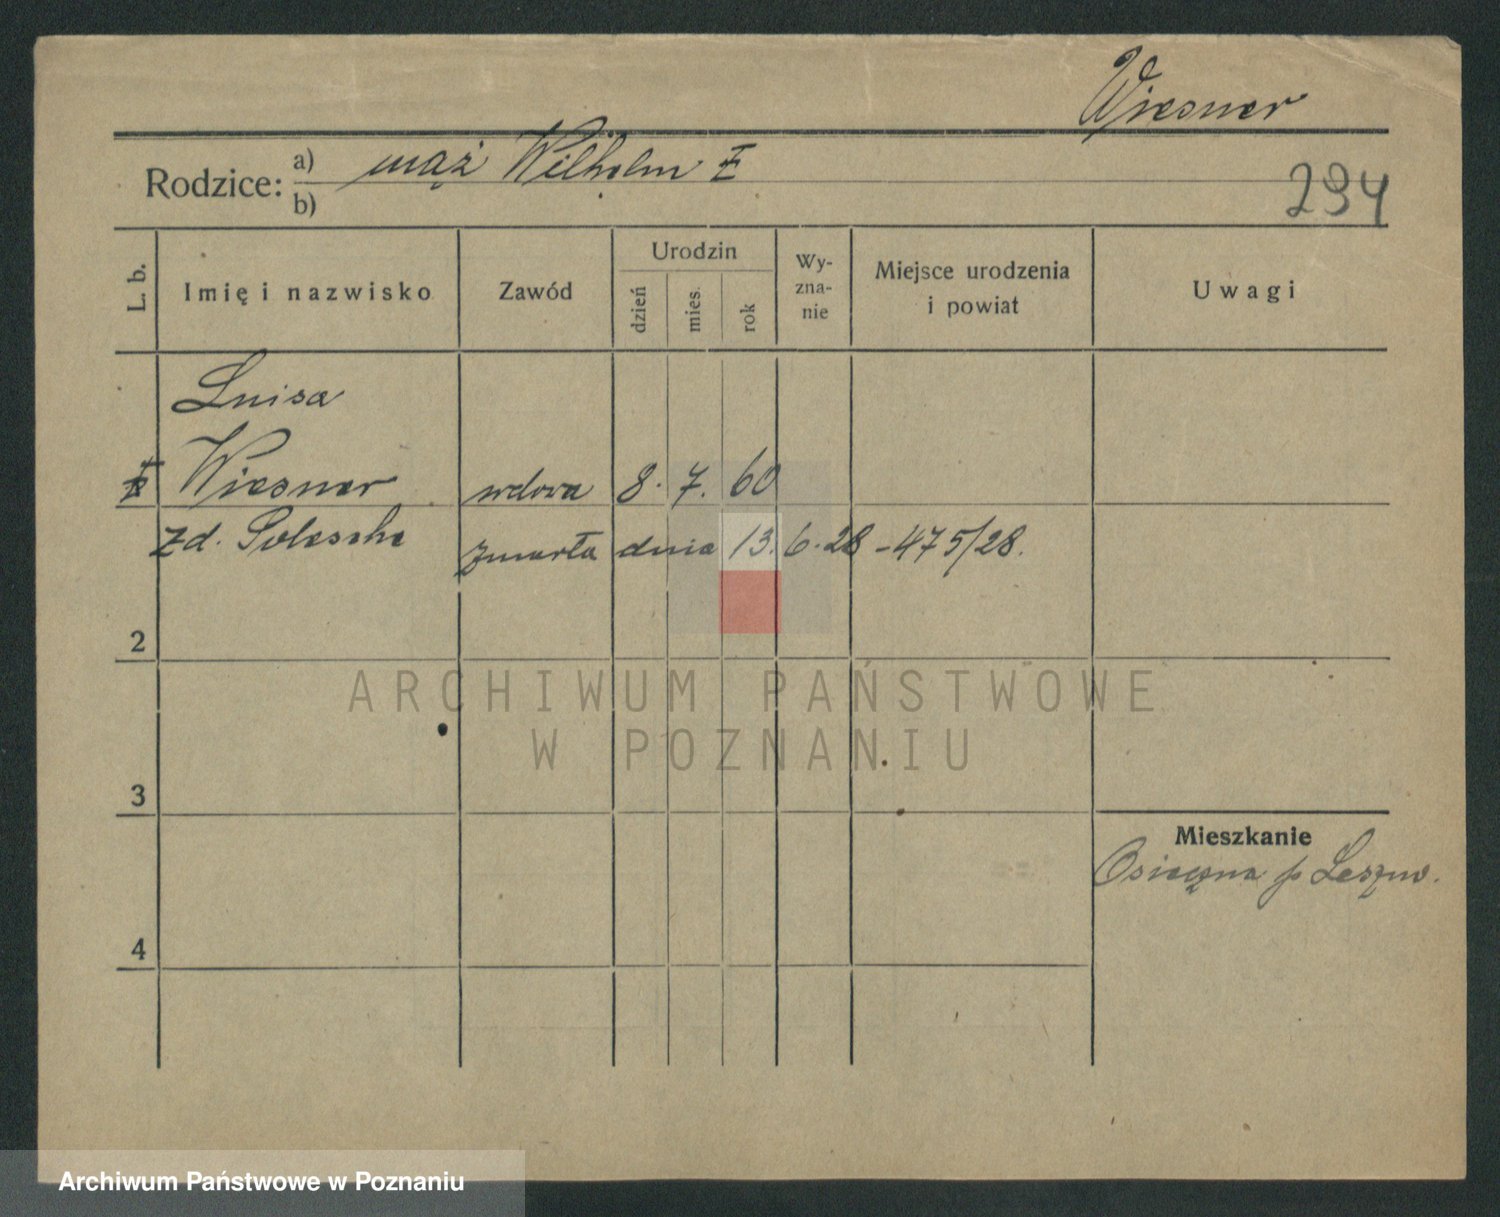 Wiesner
Rodzice: a) mąż Wilhelm
b)
294
L. b.
Imię i nazwisko
Zawód
Urodzin
dzień
mies.
rok
Wy-
zna-
nie
Miejsce urodzenia
i powiat
Uwagi
Luisa
Wiesner wdowa 8. 7. 60
zd.
zmarła dnia 13. 6. 28 - 475/28.
2
3
4
Mieszkanie
Osieczna p Leszno.
ARCHIWUM PAŃSTWOWE
W POZNANIU
Archiwum Państwowe w Poznaniu